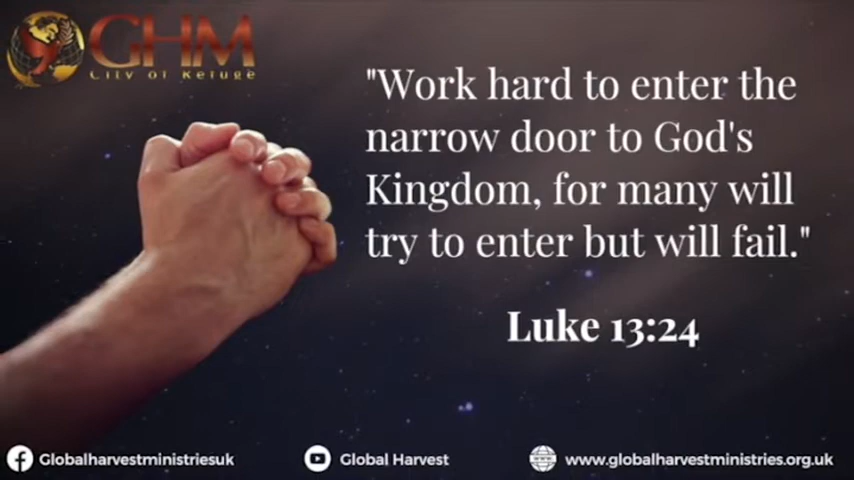 GHM
City of Refuge
"Work hard to enter the
narrow door to God's
Kingdom, for many will
try to enter but will fail."
Luke 13:24
Globalharvestministriesuk
Global Harvest
www.globalharvestministries.org.uk